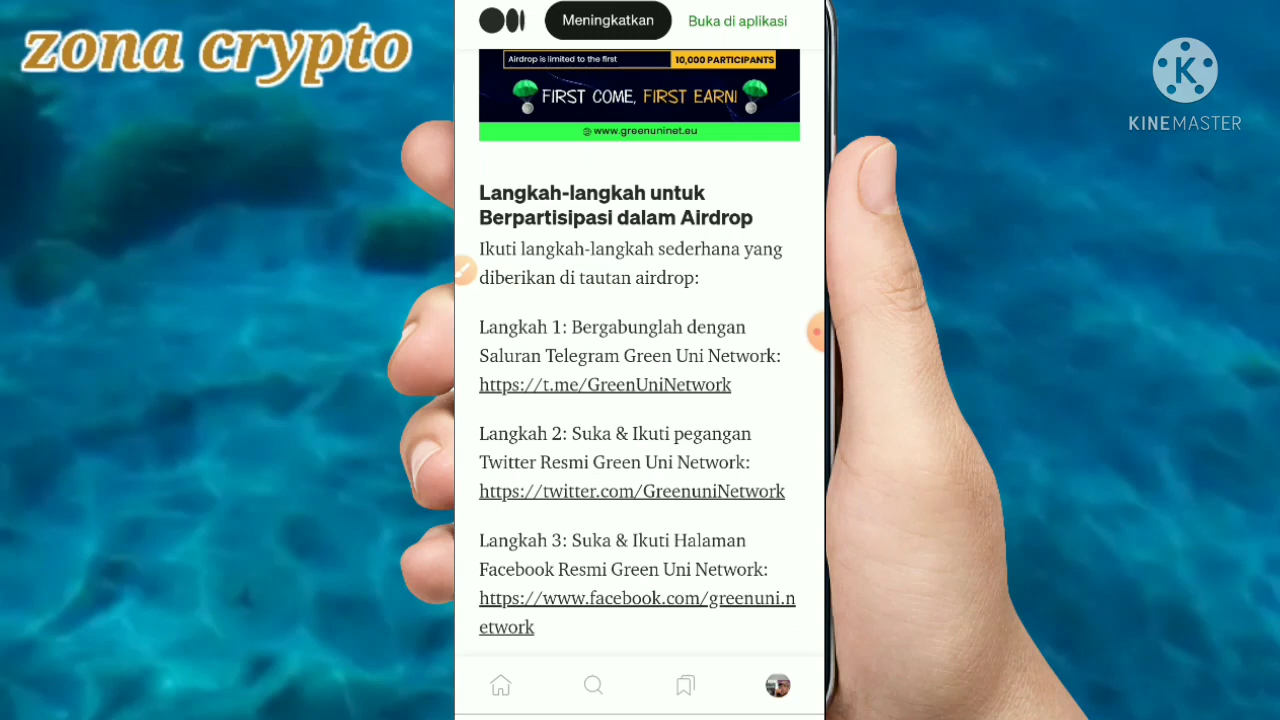 zona crypto
Meningkatkan
Buka di aplikasi
K
KINEMASTER
Airdrop is limited to the first
10,000 PARTICIPANTS
FIRST COME, FIRST EARN!
www.greenuninet.eu
Langkah-langkah untuk
Berpartisipasi dalam Airdrop
Ikuti langkah-langkah sederhana yang
diberikan di tautan airdrop:
Langkah 1: Bergabunglah dengan
Saluran Telegram Green Uni Network:
https://t.me/GreenUniNetwork
Langkah 2: Suka & Ikuti pegangan
Twitter Resmi Green Uni Network:
https://twitter.com/GreenuniNetwork
Langkah 3: Suka & Ikuti Halaman
Facebook Resmi Green Uni Network:
https://www.facebook.com/greenuni.n
etwork